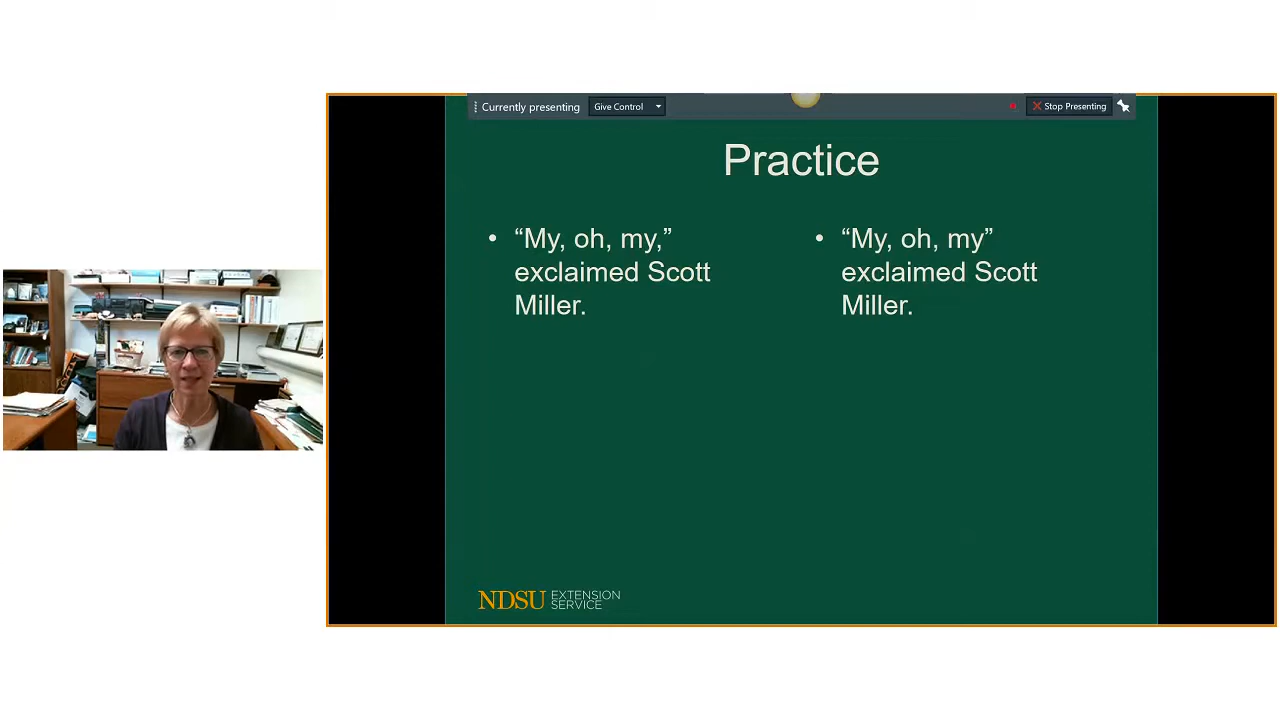 Currently presenting Give Control Stop Presenting
Practice
• “My, oh, my,”
exclaimed Scott
Miller.
• “My, oh, my”
exclaimed Scott
Miller.
NDSU EXTENSION
SERVICE